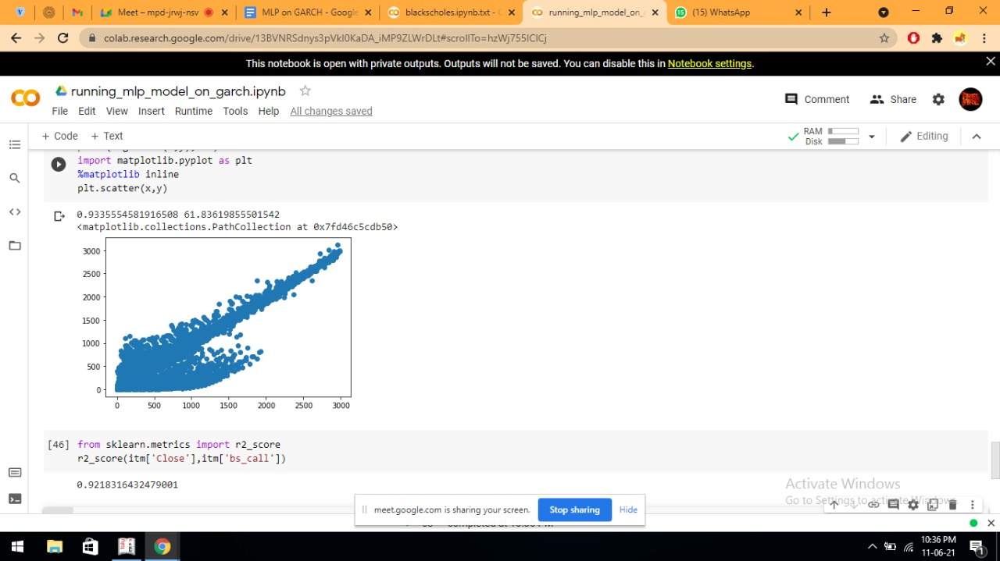 Meet – mpd-jrwj-nsv
MLP on GARCH - Google
blackscholes.ipynb.txt - C
running_mlp_model_on_
(15) WhatsApp
colab.research.google.com/drive/13BVNRSdnys3pVkI0KaDA_iMP9ZLWrDLt#scrollTo=hzWj755ICICj
This notebook is open with private outputs. Outputs will not be saved. You can disable this in Notebook settings.
CO
running_mlp_model_on_garch.ipynb
Comment
Share
File Edit View Insert Runtime Tools Help All changes saved
+ Code + Text
RAM
Disk
Editing
import matplotlib.pyplot as plt
%matplotlib inline
plt.scatter(x,y)
0.9335554581916508 61.83619855501542
<matplotlib.collections.PathCollection at 0x7fd46c5cdb50>
3000
2500
2000
1500
1000
500
0
0 500 1000 1500 2000 2500 3000
[46] from sklearn.metrics import r2_score
r2_score(itm['Close'],itm['bs_call'])
0.9218316432479001
Activate Windows
Go to Settings to activate Windows.
meet.google.com is sharing your screen. Stop sharing Hide
10:36 PM
11-06-21
1